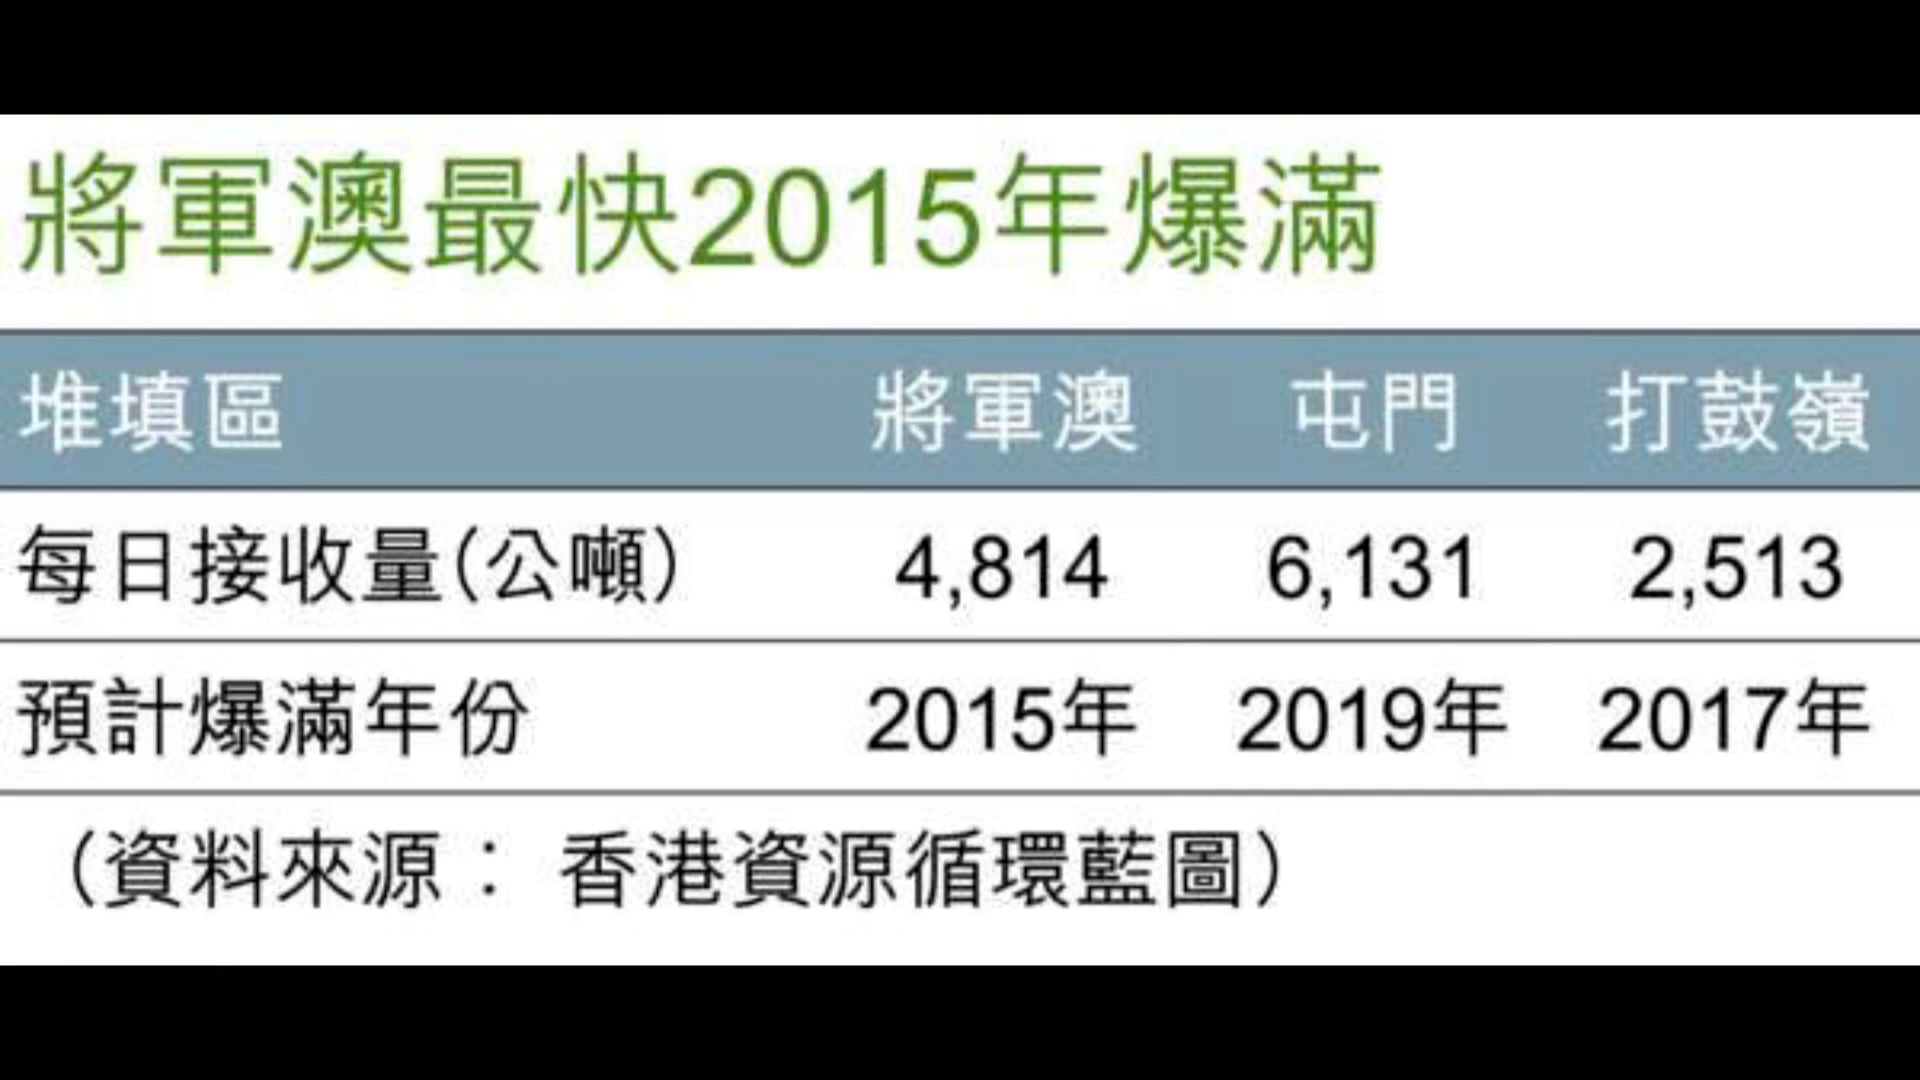 將軍澳最快2015年爆滿
堆填區 將軍澳 屯門 打鼓嶺
每日接收量(公噸) 4,814 6,131 2,513
預計爆滿年份 2015年 2019年 2017年
(資料來源： 香港資源循環藍圖)